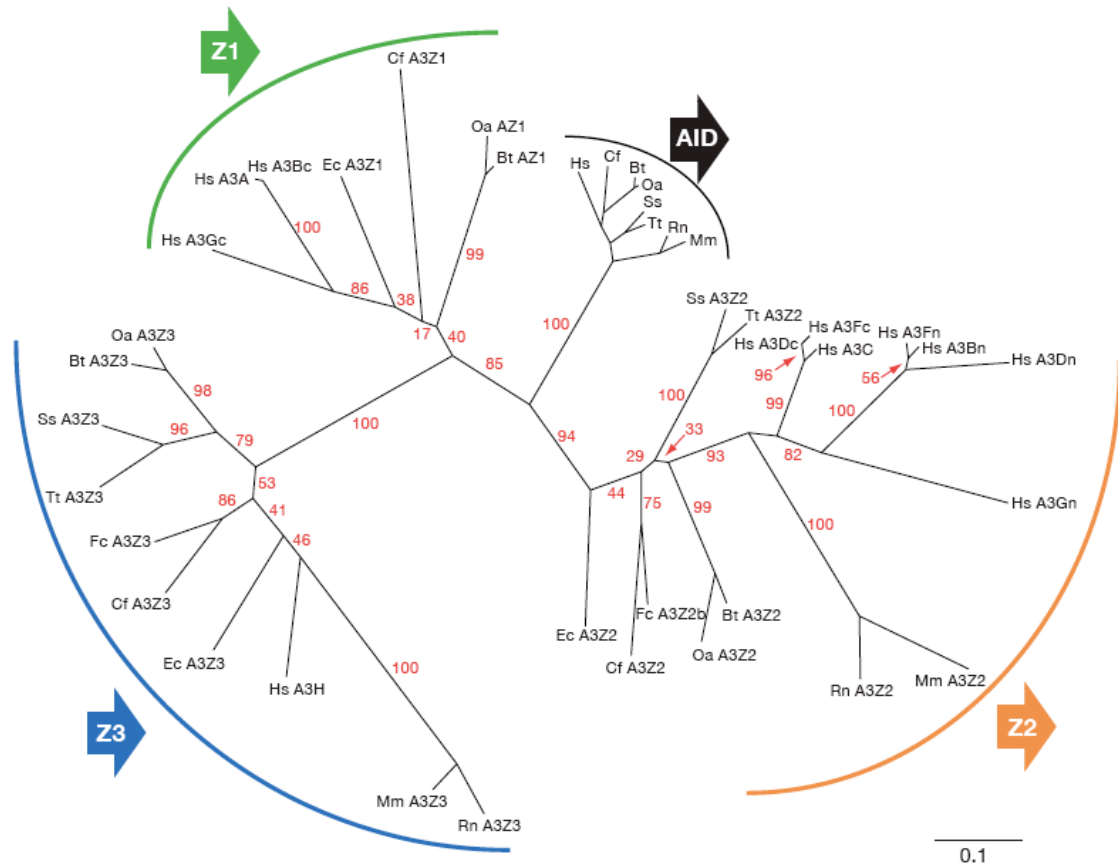 Z1
Cf A3Z1
Oa AZ1
Bt AZ1
AID
Hs
Cf
Bt
Oa
Ss
Tt
Rn
Mm
Hs A3Bc
Ec A3Z1
Hs A3A
Hs A3Gc
100
99
86
38
17
40
100
85
Ss A3Z2
Tt A3Z2
Hs A3Fc
Hs A3Dc
Hs A3C
Hs A3Fn
Hs A3Bn
Hs A3Dn
96
56
Oa A3Z3
Bt A3Z3
98
100
99
100
Ss A3Z3
96
79
100
94
33
29
93
82
Tt A3Z3
53
86
41
44
75
99
Hs A3Gn
100
Fc A3Z3
46
Cf A3Z3
Fc A3Z2b
Bt A3Z2
Ec A3Z2
Oa A3Z2
Cf A3Z2
Ec A3Z3
Hs A3H
100
Mm A3Z2
Rn A3Z2
Z3
Z2
Mm A3Z3
Rn A3Z3
0.1